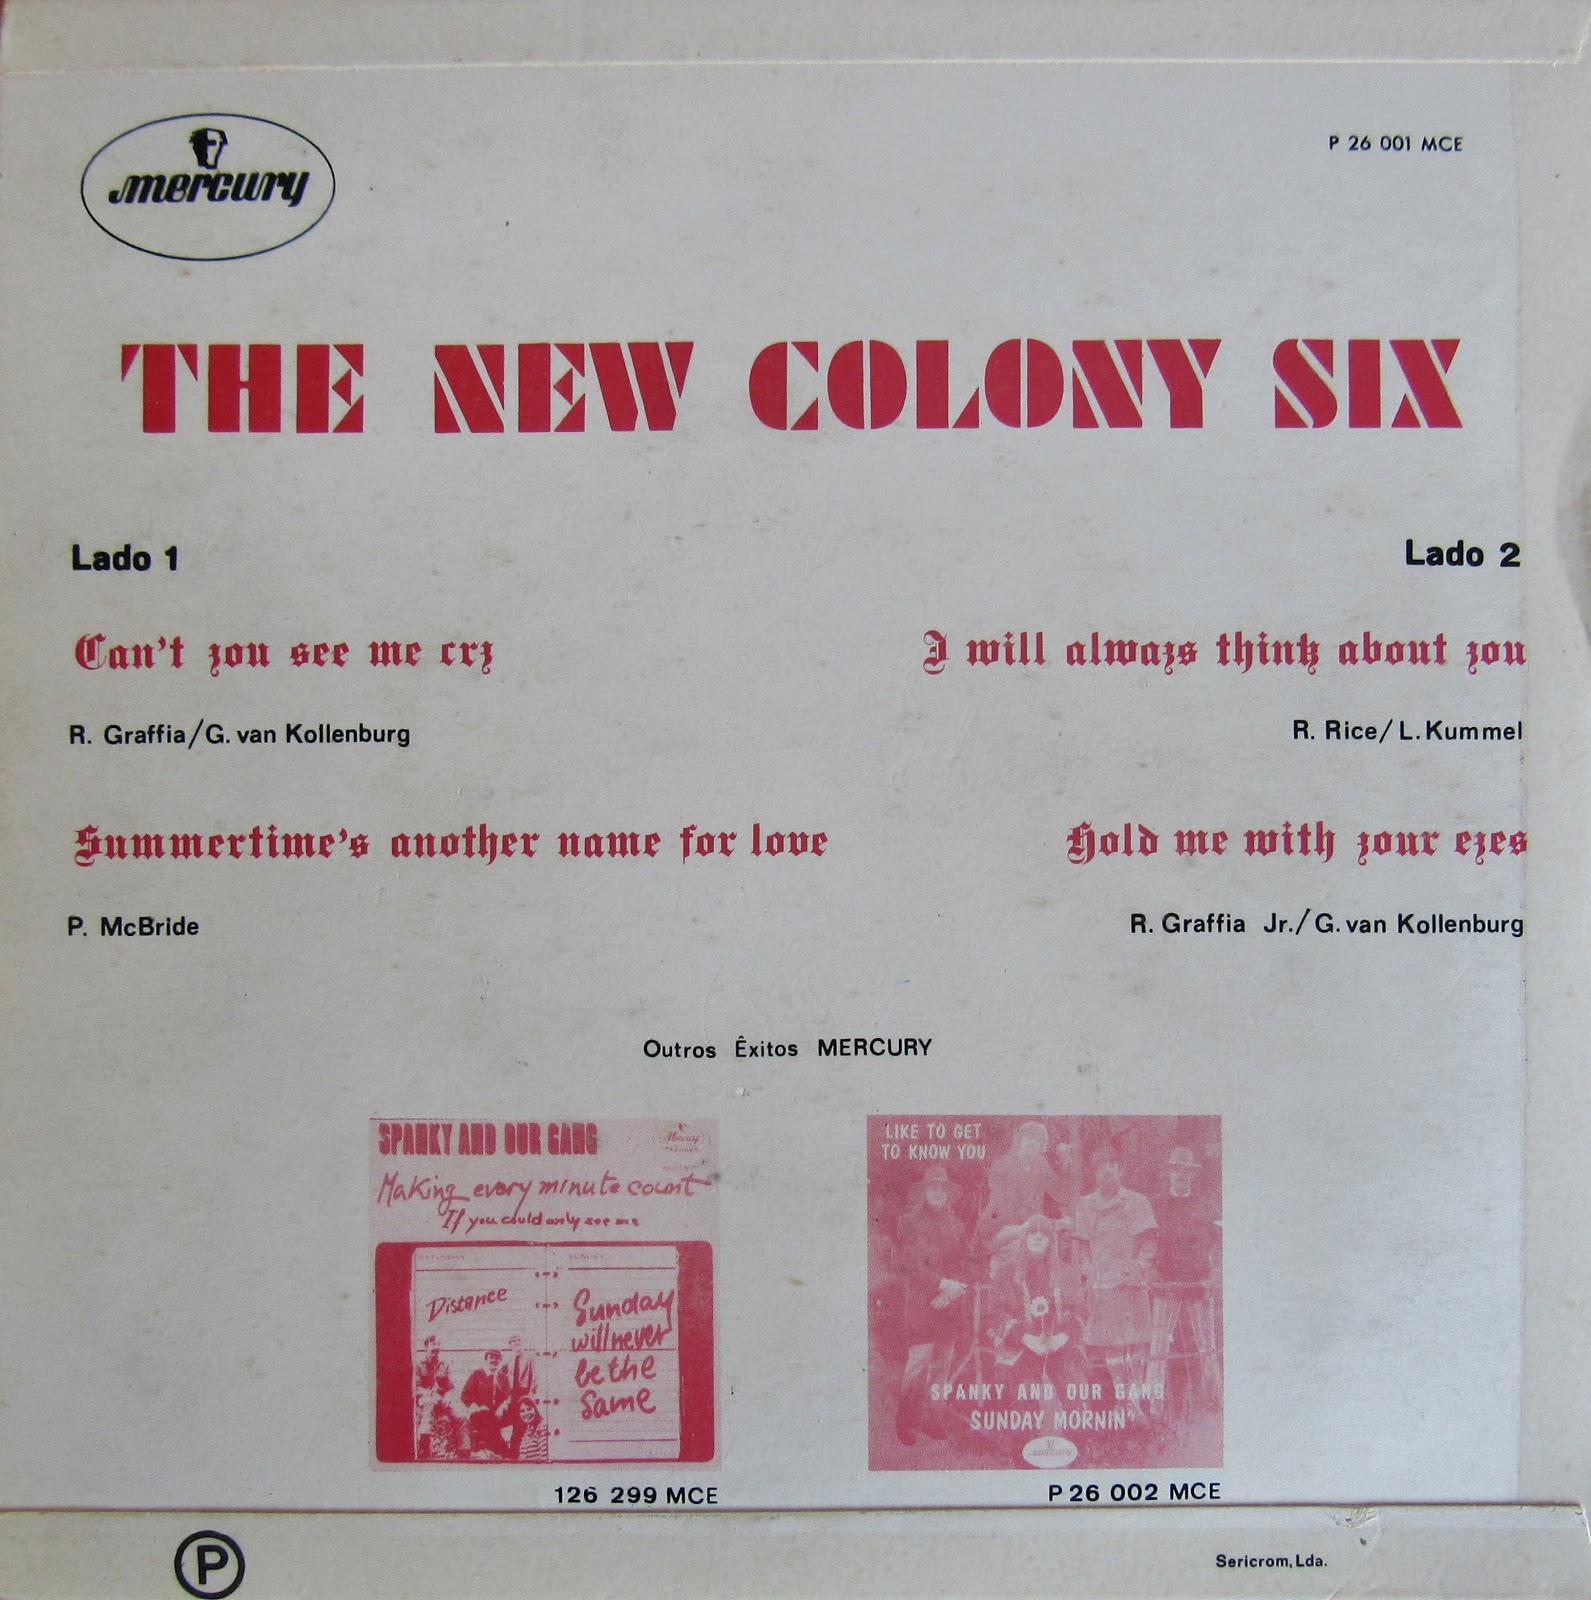 mercury
P 26 001 MCE
THE NEW COLONY SIX
Lado 1
Can't you see me cry
R. Graffia/G. van Kollenburg
Summertime's another name for love
P. McBride
Lado 2
I will always think about you
R. Rice/L. Kummel
Hold me with your eyes
R. Graffia Jr./G. van Kollenburg
Outros Êxitos MERCURY
SPANKY AND OUR GANG
Mercury
Making every minute count
If you could only see me
SATURDAY
SUNDAY
Distance
Sunday
will never
be the
Same
126 299 MCE
LIKE TO GET
TO KNOW YOU
SPANKY AND OUR GANG
SUNDAY MORNIN'
mercury
P 26 002 MCE
P
Sericrom, Lda.